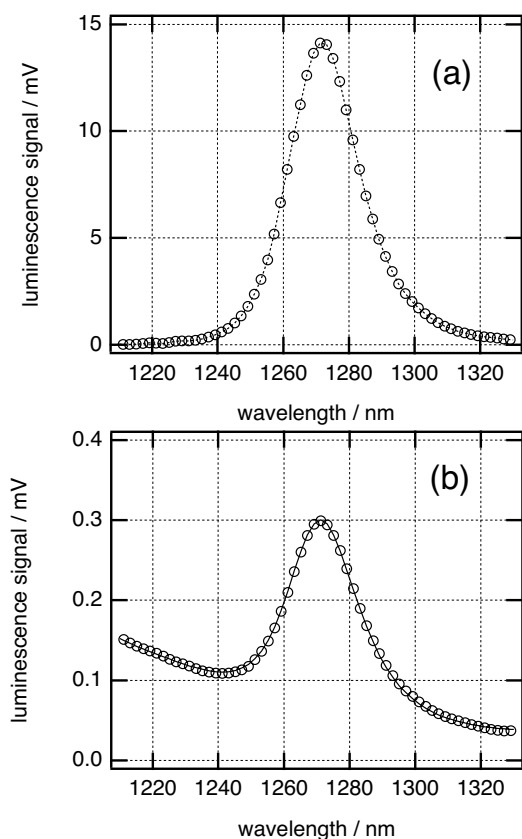 15
(a)
10
5
0
luminescence signal / mV
1220 1240 1260 1280 1300 1320
wavelength / nm
0.4
(b)
0.3
0.2
0.1
0.0
luminescence signal / mV
1220 1240 1260 1280 1300 1320
wavelength / nm